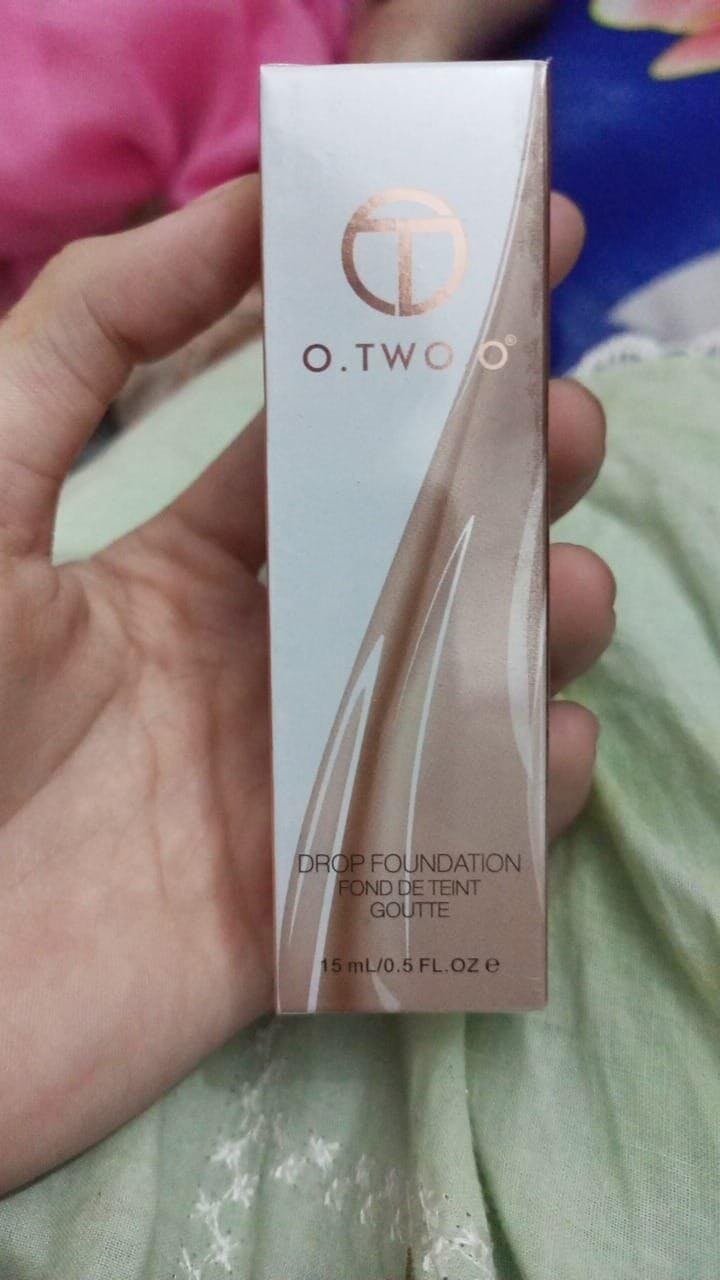 O.TWO.O®
DROP FOUNDATION
FOND DE TEINT
GOUTTE
15 mL/0.5 FL.OZ ℮